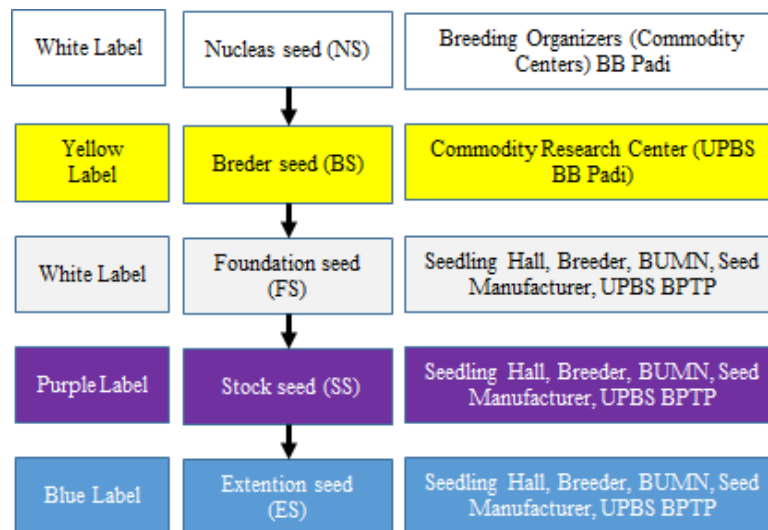 White Label
Nucleas seed (NS)
Breeding Organizers (Commodity
Centers) BB Padi
Yellow
Label
Breder seed (BS)
Commodity Research Center (UPBS
BB Padi)
White Label
Foundation seed
(FS)
Seedling Hall, Breeder, BUMN, Seed
Manufacturer, UPBS BPTP
Purple Label
Stock seed (SS)
Seedling Hall, Breeder, BUMN, Seed
Manufacturer, UPBS BPTP
Blue Label
Extention seed
(ES)
Seedling Hall, Breeder, BUMN, Seed
Manufacturer, UPBS BPTP